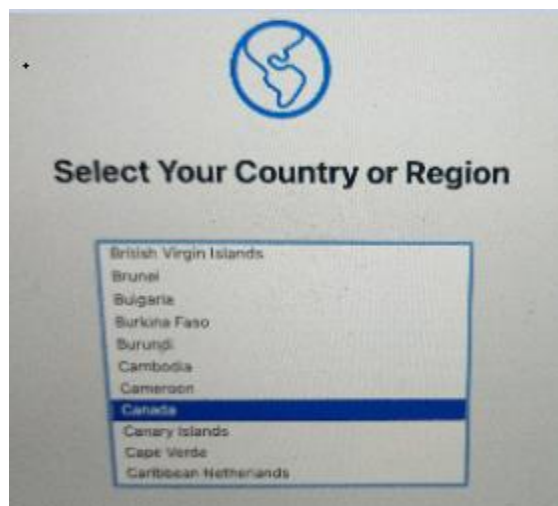 Select Your Country or Region
British Virgin Islands
Brunei
Bulgaria
Burkina Faso
Burundi
Cambodia
Cameroon
Canada
Canary Islands
Cape Verde
Caribbean Netherlands